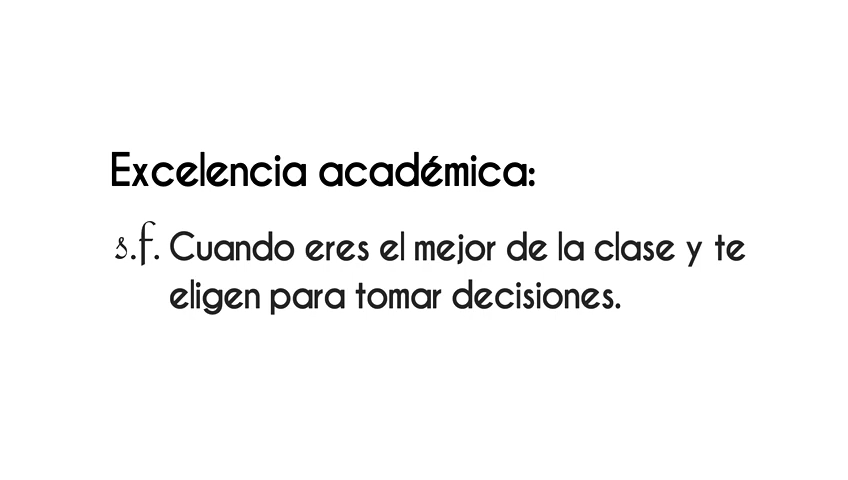 Excelencia académica:
s.f. Cuando eres el mejor de la clase y te
eligen para tomar decisiones.